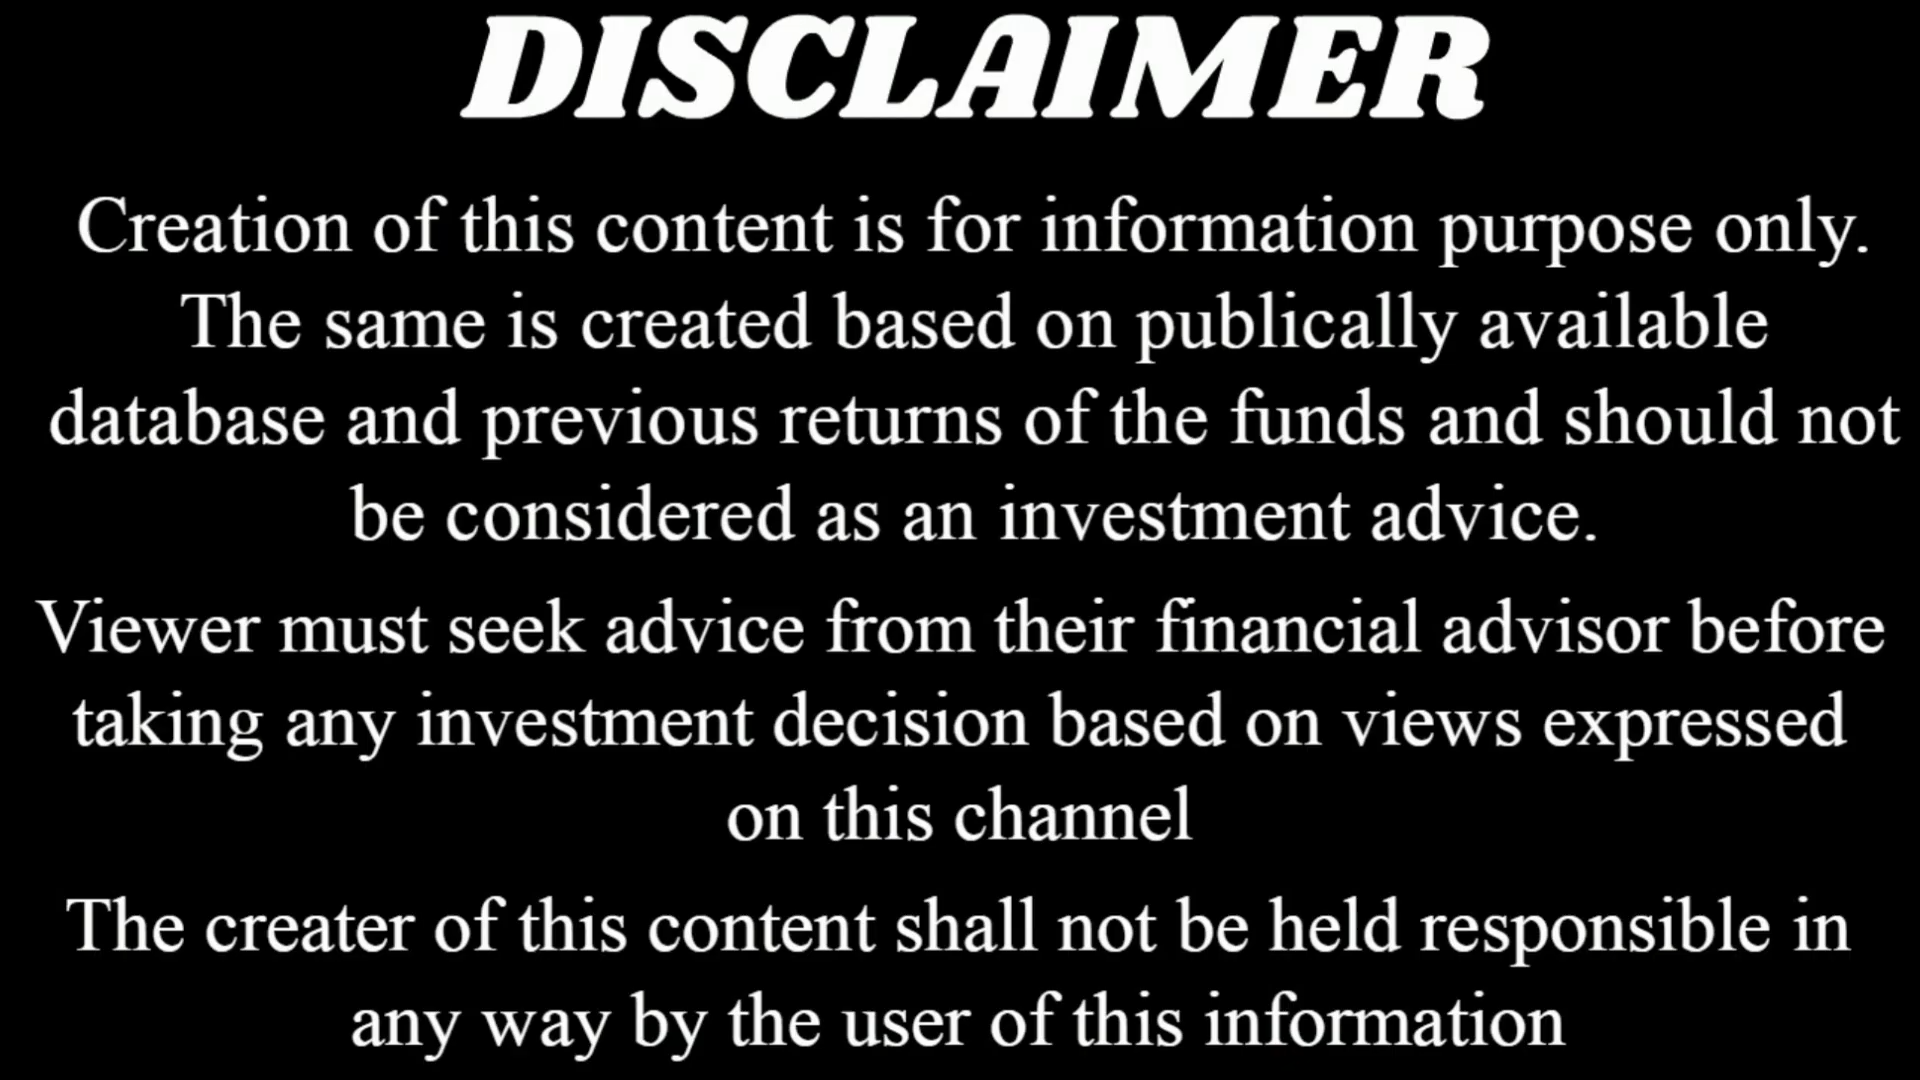 DISCLAIMER
Creation of this content is for information purpose only.
The same is created based on publically available
database and previous returns of the funds and should not
be considered as an investment advice.
Viewer must seek advice from their financial advisor before
taking any investment decision based on views expressed
on this channel
The creater of this content shall not be held responsible in
any way by the user of this information